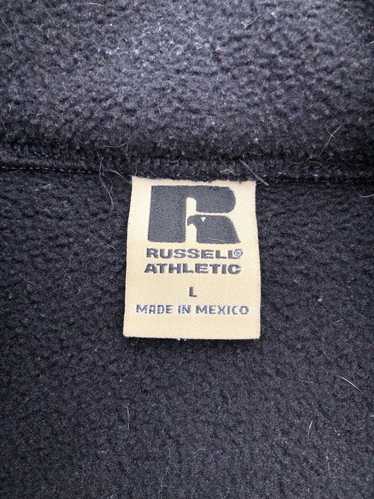 R
RUSSELL®
ATHLETIC
L
MADE IN MEXICO